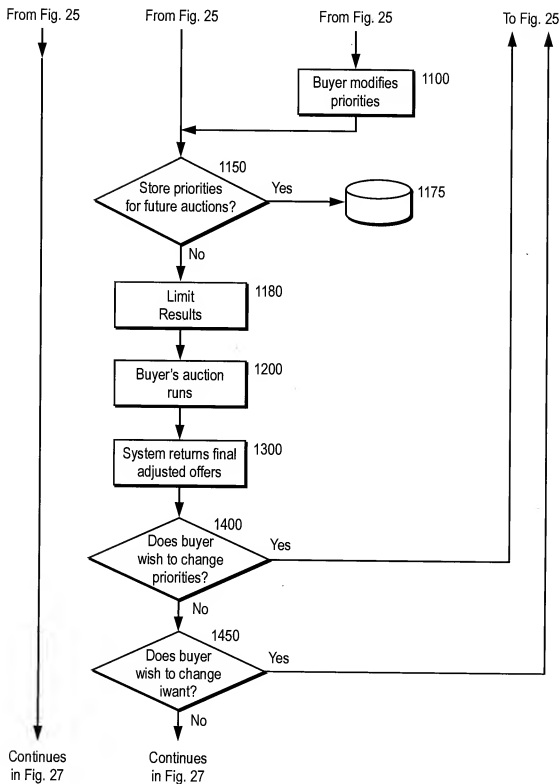 From Fig. 25
From Fig. 25
From Fig. 25
To Fig. 25
Buyer modifies
priorities
1100
1150
Store priorities
for future auctions?
Yes
1175
No
Limit
Results
1180
Buyer's auction
runs
1200
System returns final
adjusted offers
1300
1400
Does buyer
wish to change
priorities?
Yes
No
1450
Does buyer
wish to change
iwant?
Yes
No
Continues
in Fig. 27
Continues
in Fig. 27